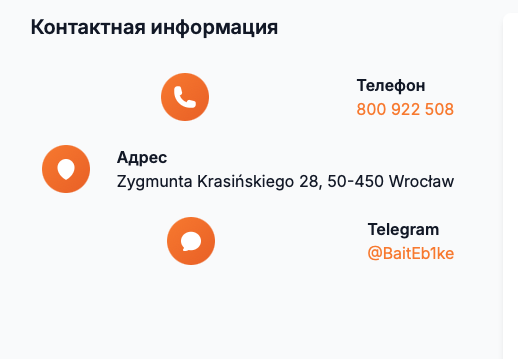 Контактная информация
Телефон
800 922 508
Адрес
Zygmunta Krasińskiego 28, 50-450 Wrocław
Telegram
@BaitEb1ke